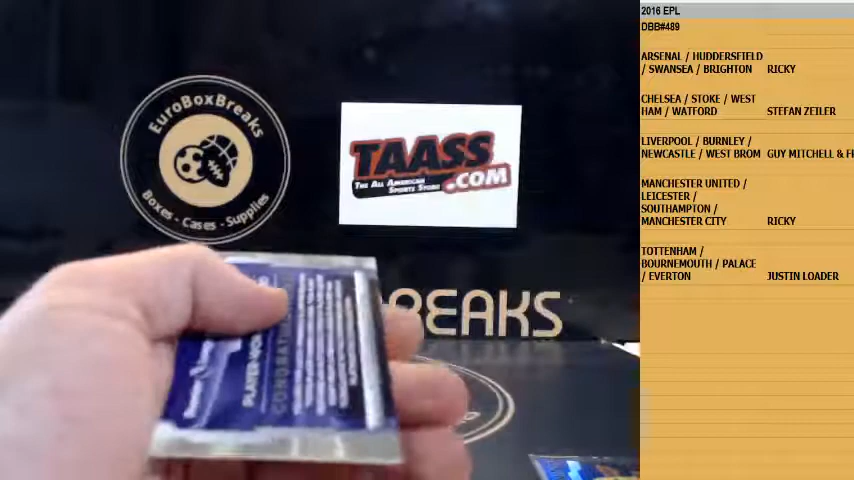 2016 EPL
DBB#489
ARSENAL / HUDDERSFIELD
/ SWANSEA / BRIGHTON RICKY
CHELSEA / STOKE / WEST
HAM / WATFORD STEFAN ZEILER
LIVERPOOL / BURNLEY /
NEWCASTLE / WEST BROM GUY MITCHELL & FI
MANCHESTER UNITED /
LEICESTER /
SOUTHAMPTON /
MANCHESTER CITY RICKY
TOTTENHAM /
BOURNEMOUTH / PALACE
/ EVERTON JUSTIN LOADER
EuroBoxBreaks
Boxes - Cases - Supplies
TAASS
THE ALL AMERICAN
SPORTS STORE .COM
BREAKS